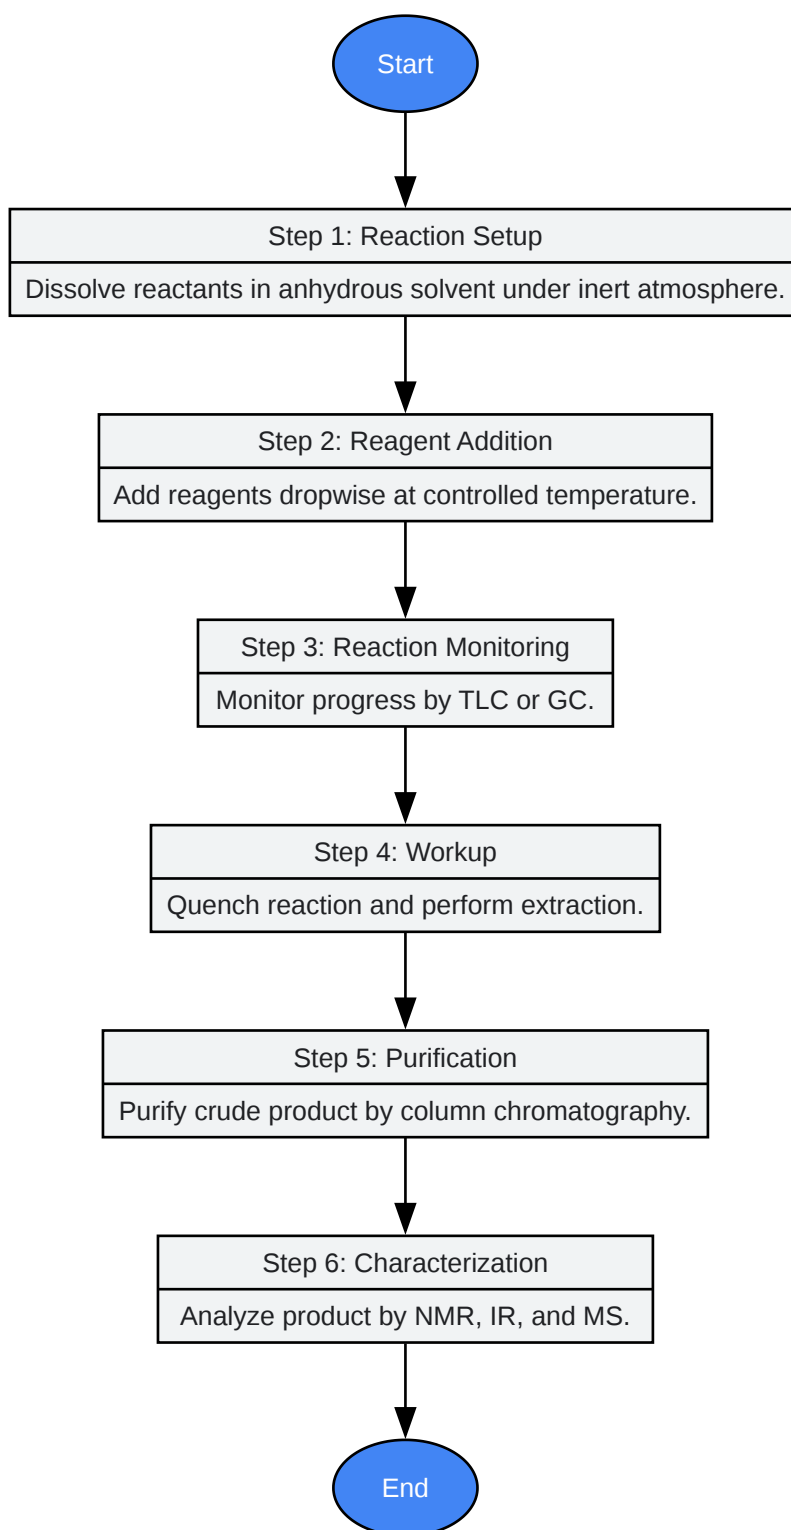 Start
Step 1: Reaction Setup
Dissolve reactants in anhydrous solvent under inert atmosphere.
Step 2: Reagent Addition
Add reagents dropwise at controlled temperature.
Step 3: Reaction Monitoring
Monitor progress by TLC or GC.
Step 4: Workup
Quench reaction and perform extraction.
Step 5: Purification
Purify crude product by column chromatography.
Step 6: Characterization
Analyze product by NMR, IR, and MS.
End